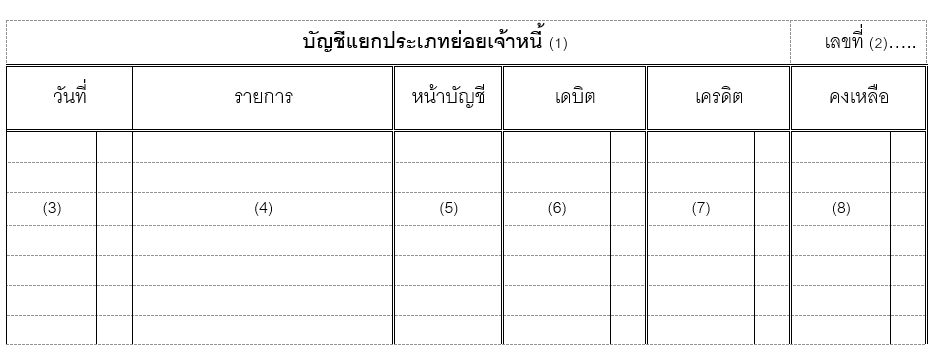 บัญชีแยกประเภทย่อยเจ้าหนี้ (1) เลขที่ (2).....
วันที่ รายการ หน้าบัญชี เดบิต เครดิต คงเหลือ
(3) (4) (5) (6) (7) (8)